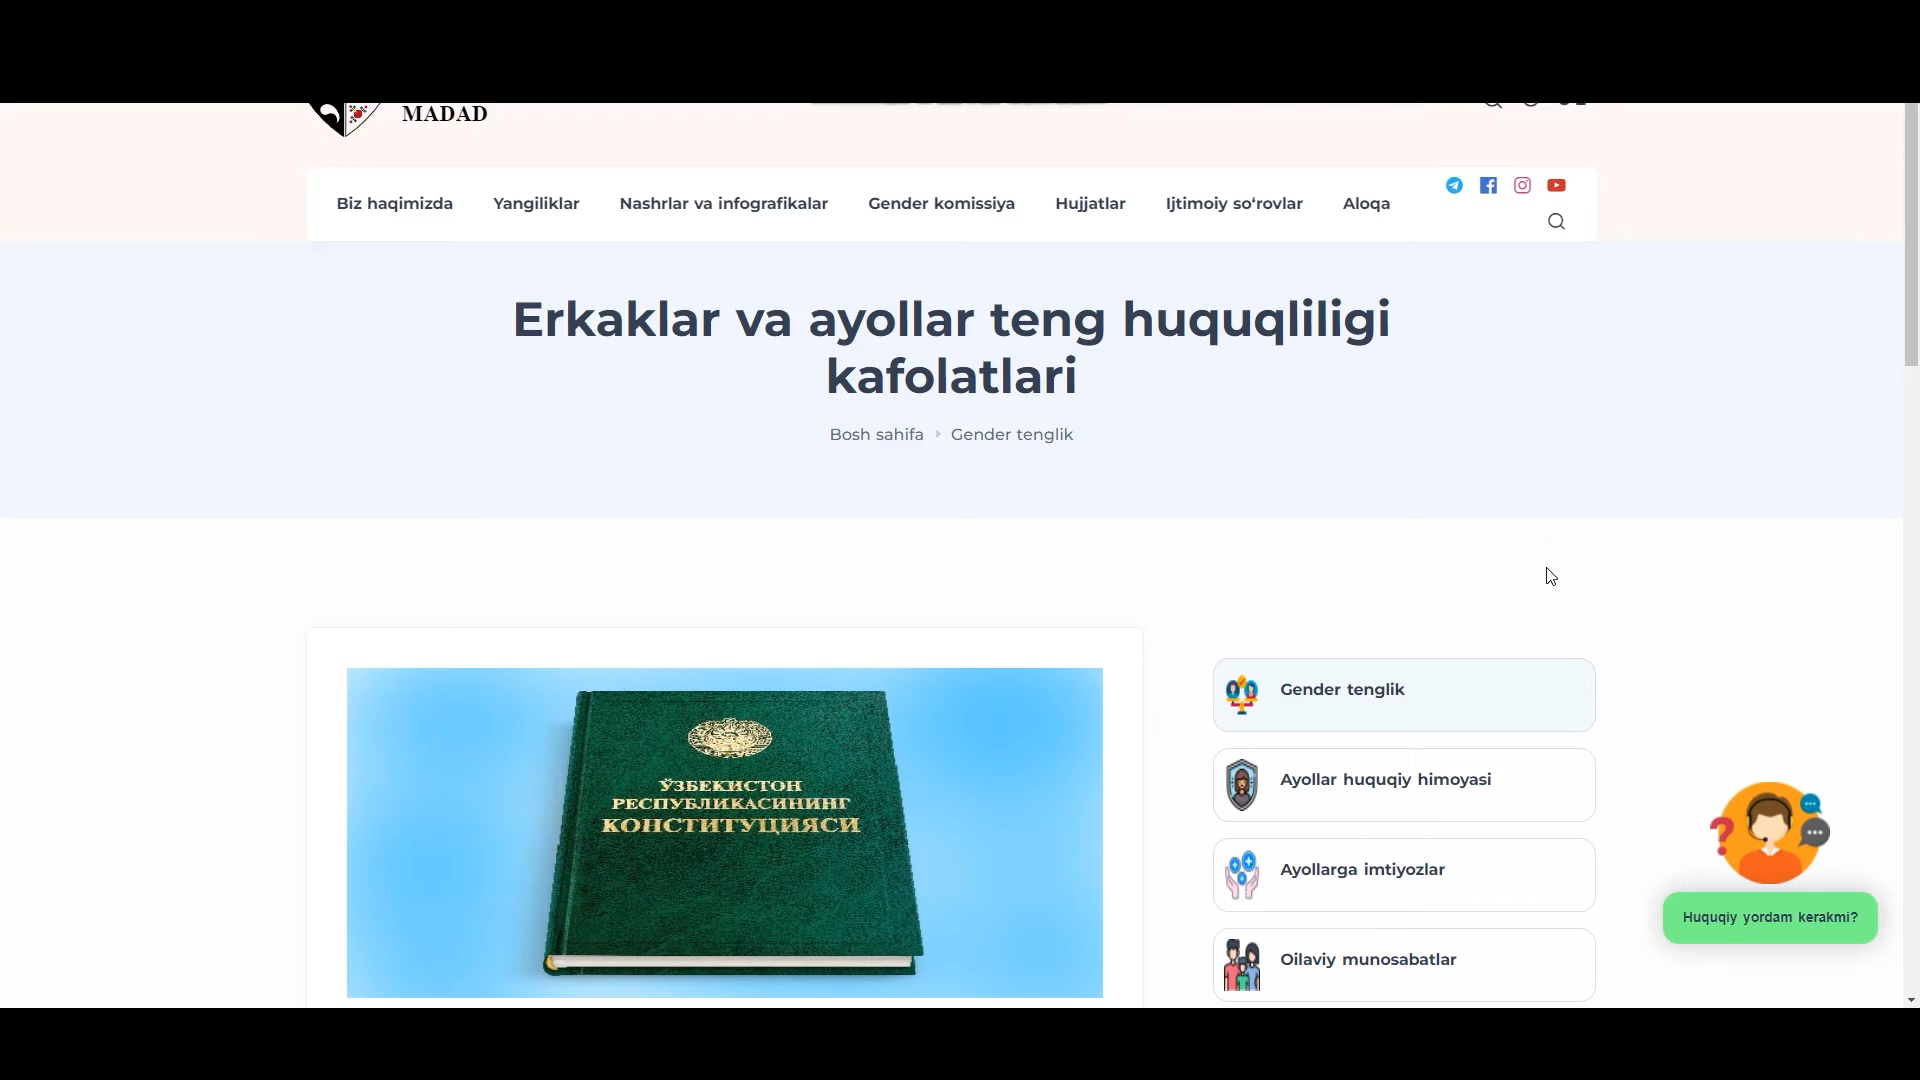 MADAD
Biz haqimizda
Yangiliklar
Nashrlar va infografikalar
Gender komissiya
Hujjatlar
Ijtimoiy so‘rovlar
Aloqa
Erkaklar va ayollar teng huquqliligi
kafolatlari
Bosh sahifa
Gender tenglik
ЎЗБЕКИСТОН
РЕСПУБЛИКАСИНИНГ
КОНСТИТУЦИЯСИ
Gender tenglik
Ayollar huquqiy himoyasi
Ayollarga imtiyozlar
Oilaviy munosabatlar
Huquqiy yordam kerakmi?